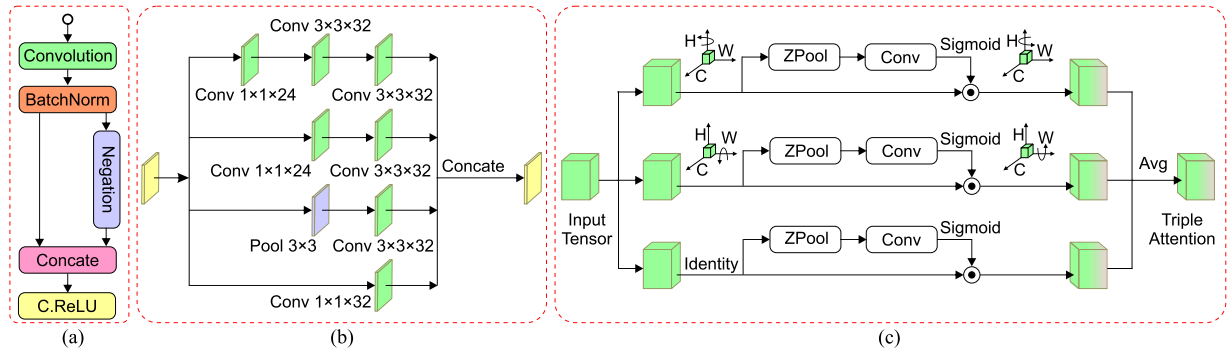 Convolution
BatchNorm
Negation
Concate
C.ReLU
(a)
Conv 3×3×32
Conv 1×1×24
Conv 3×3×32
Conv 1×1×24
Conv 3×3×32
Pool 3×3
Conv 3×3×32
Conv 1×1×32
Concate
(b)
Input
Tensor
H
W
C
ZPool
Conv
Sigmoid
H
W
C
H
W
C
ZPool
Conv
Sigmoid
H
W
C
Identity
ZPool
Conv
Sigmoid
Avg
Triple
Attention
(c)